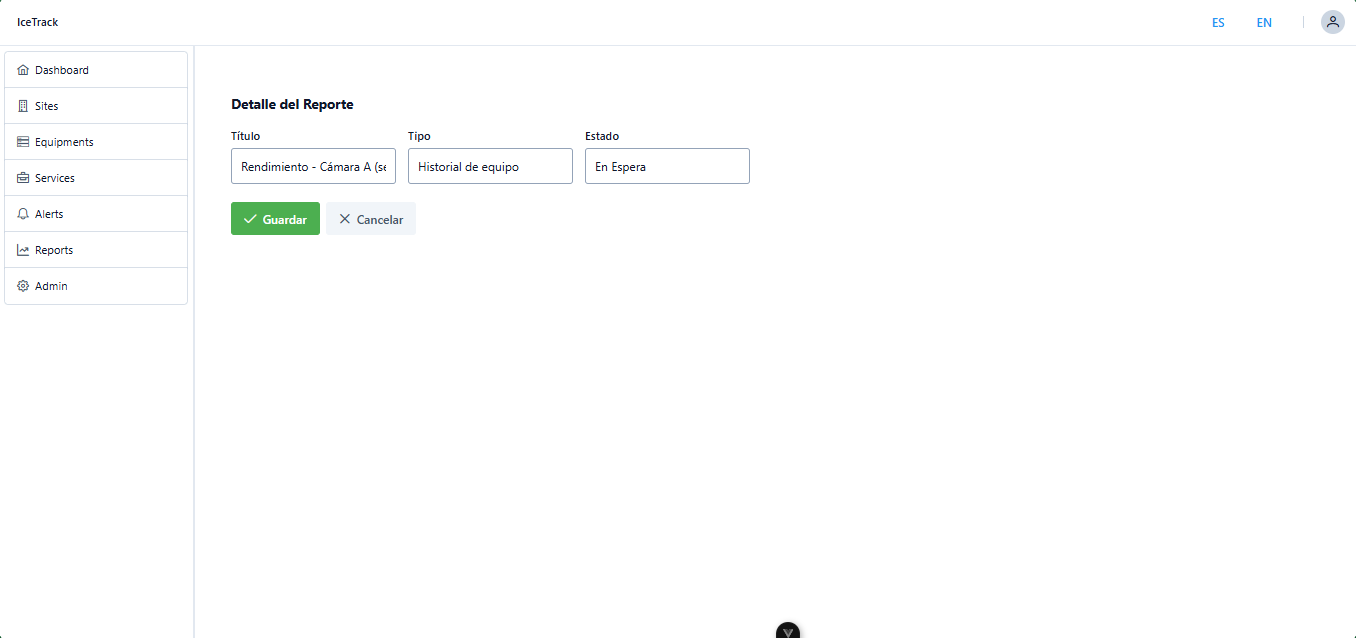 IceTrack
ES EN
Dashboard
Sites
Equipments
Services
Alerts
Reports
Admin
Detalle del Reporte
Título Tipo Estado
Rendimiento - Cámara A (se Historial de equipo En Espera
Guardar Cancelar